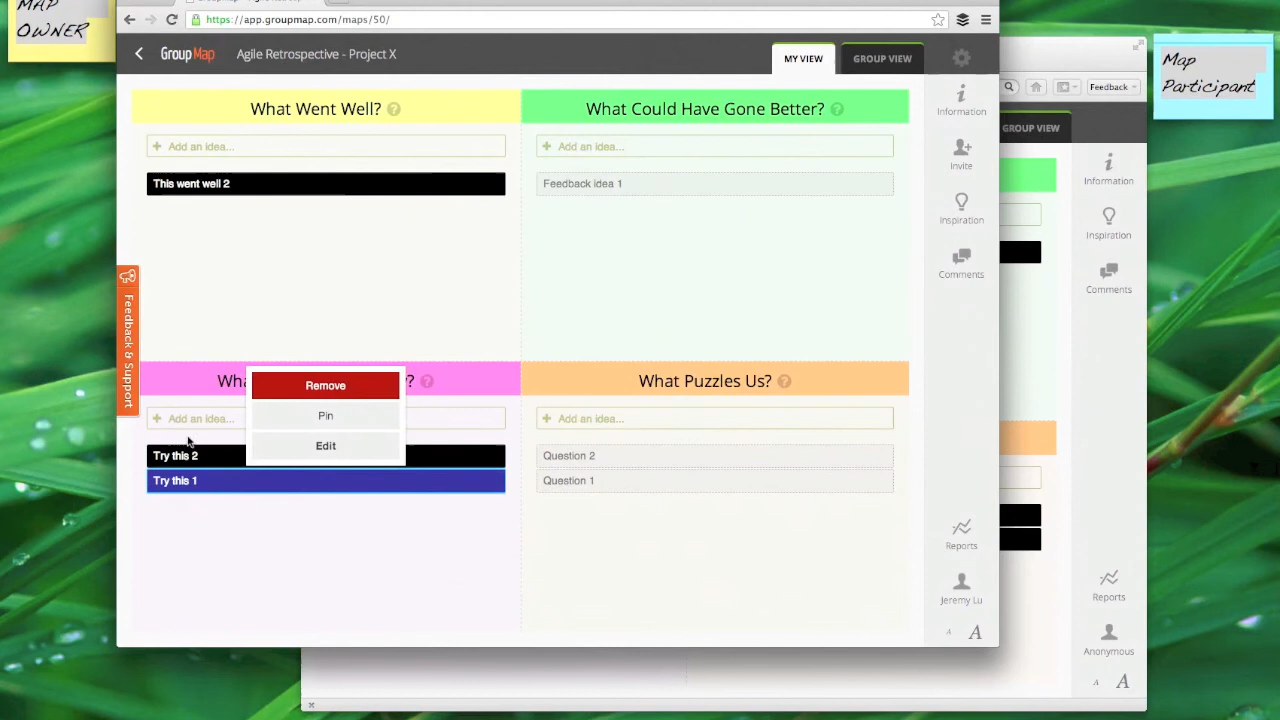 MAP
OWNER
https://app.groupmap.com/maps/50/
GroupMap
Agile Retrospective - Project X
MY VIEW
GROUP VIEW
What Went Well? ?
+ Add an idea...
This went well 2
What Could Have Gone Better? ?
+ Add an idea...
Feedback idea 1
Feedback & Support
? ?
Remove
Pin
Edit
+ Add an idea...
Try this 2
Try this 1
What Puzzles Us? ?
+ Add an idea...
Question 2
Question 1
Information
Invite
Inspiration
Comments
Reports
Jeremy Lu
A A
Map
Participant
Feedback
GROUP VIEW
Information
Inspiration
Comments
Reports
Anonymous
A A